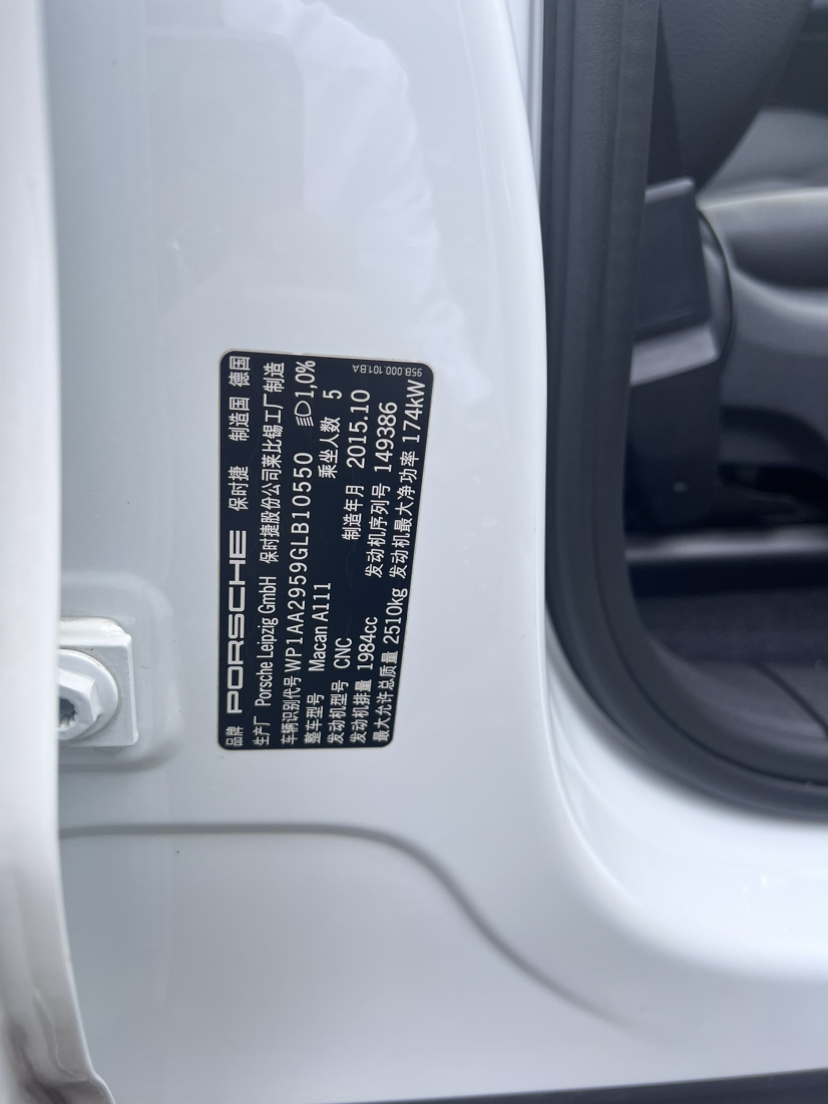 品牌 PORSCHE 保时捷 制造国 德国
生产厂 Porsche Leipzig GmbH 保时捷股份公司莱比锡工厂制造
车辆识别代号 WP1AA2959GLB10550 1,0%
整车型号 Macan A111 乘坐人数 5
发动机型号 CNC 制造年月 2015.10
发动机排量 1984cc 发动机序列号 149386
最大允许总质量 2510kg 发动机最大净功率 174kW
95B.000.101BA